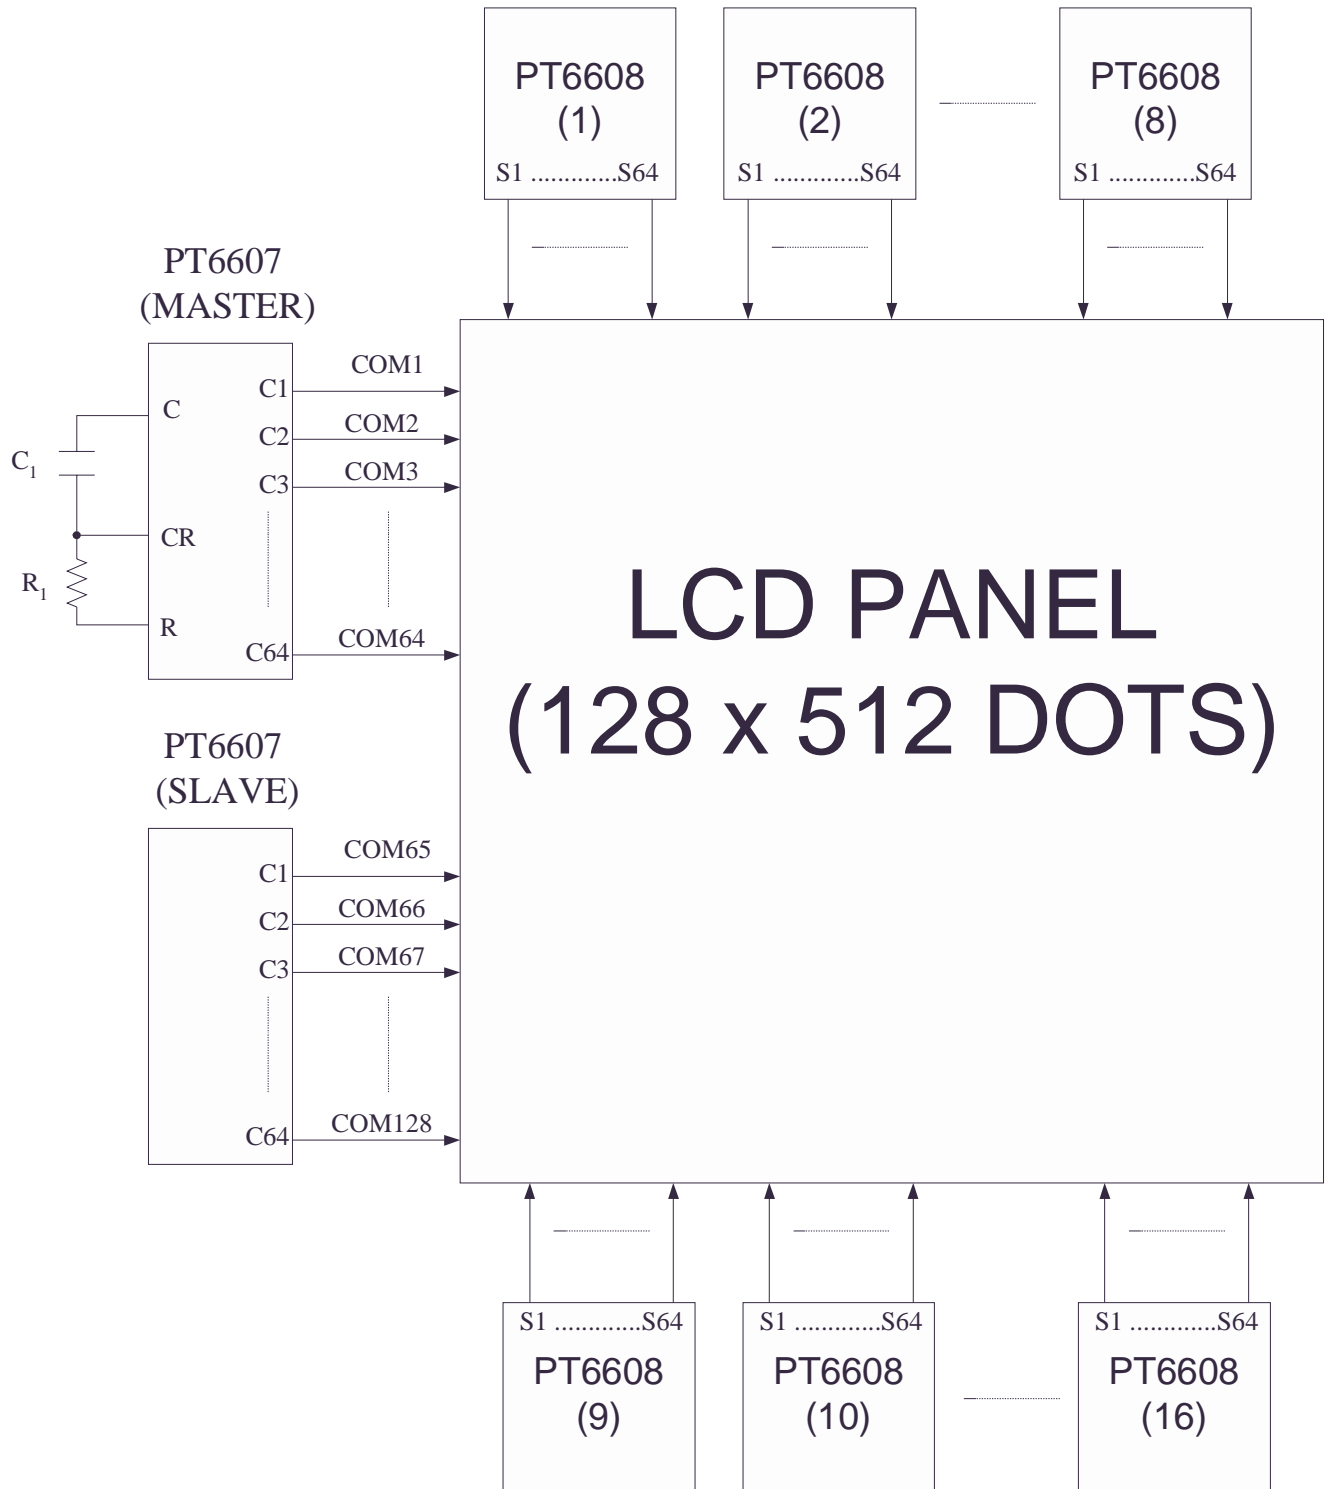 PT6608
(1)
S1 .............S64
PT6608
(2)
S1 .............S64
PT6608
(8)
S1 .............S64
PT6607
(MASTER)
C
CR
R
C1
R1
C1
C2
C3
C64
COM1
COM2
COM3
COM64
LCD PANEL
(128 x 512 DOTS)
PT6607
(SLAVE)
C1
C2
C3
C64
COM65
COM66
COM67
COM128
S1 .............S64
PT6608
(9)
S1 .............S64
PT6608
(10)
S1 .............S64
PT6608
(16)